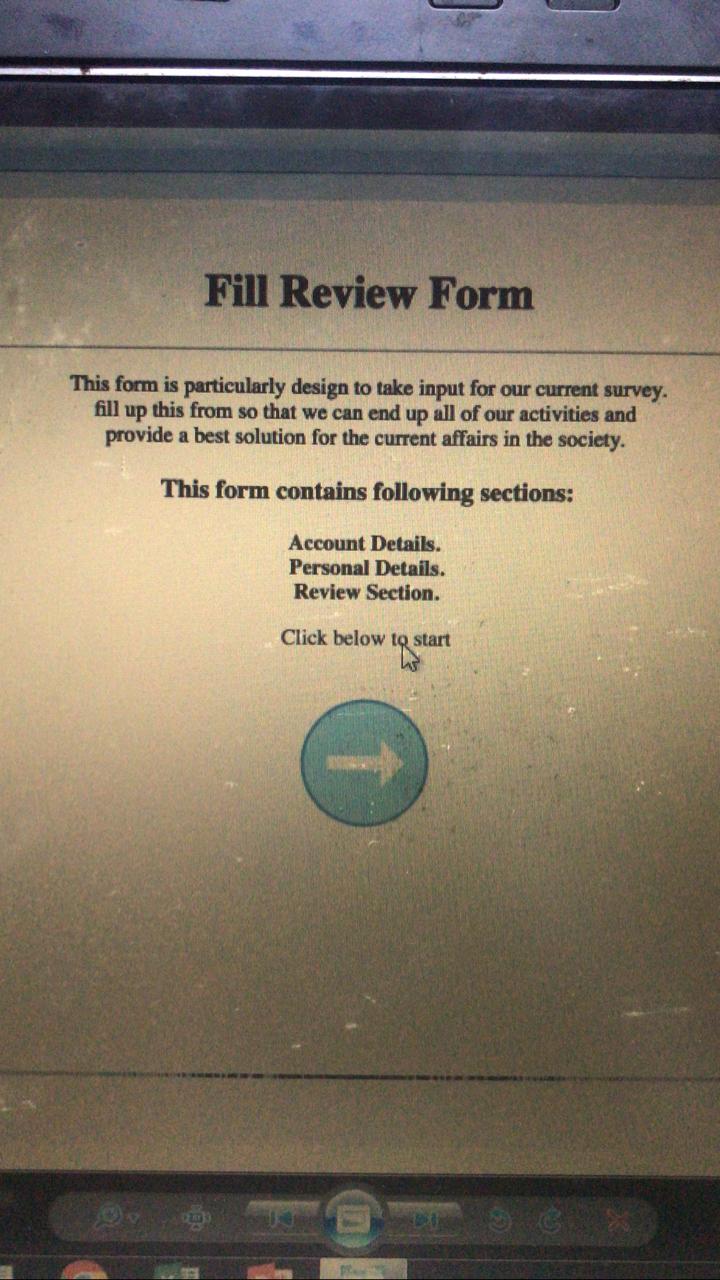 Fill Review Form
This form is particularly design to take input for our current survey.
fill up this from so that we can end up all of our activities and
provide a best solution for the current affairs in the society.
This form contains following sections:
Account Details.
Personal Details.
Review Section.
Click below to start